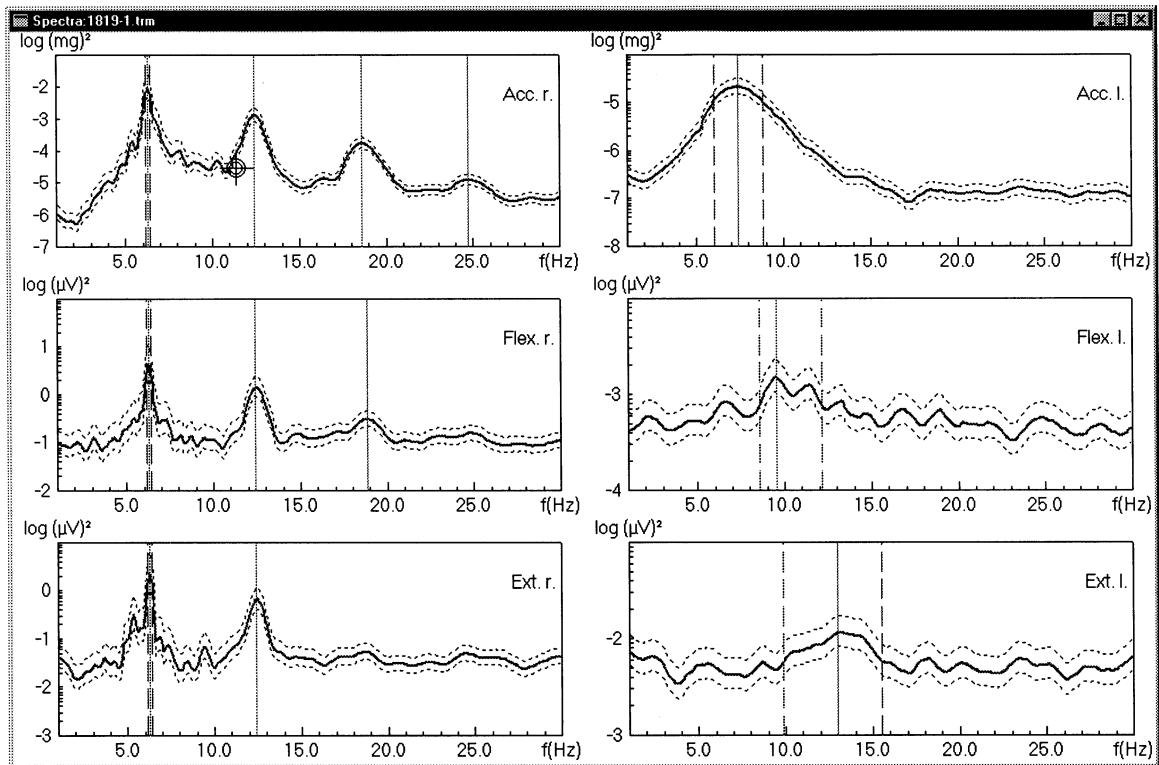 Spectra:1819-1.trm
log (mg)²
Acc. r.
-2
-3
-4
-5
-6
-7
5.0 10.0 15.0 20.0 25.0 f(Hz)
log (mg)²
Acc. l.
-5
-6
-7
-8
5.0 10.0 15.0 20.0 25.0 f(Hz)
log (µV)²
Flex. r.
1
0
-1
-2
5.0 10.0 15.0 20.0 25.0 f(Hz)
log (µV)²
Flex. l.
-3
-4
5.0 10.0 15.0 20.0 25.0 f(Hz)
log (µV)²
Ext. r.
0
-1
-2
-3
5.0 10.0 15.0 20.0 25.0 f(Hz)
log (µV)²
Ext. l.
-2
-3
5.0 10.0 15.0 20.0 25.0 f(Hz)